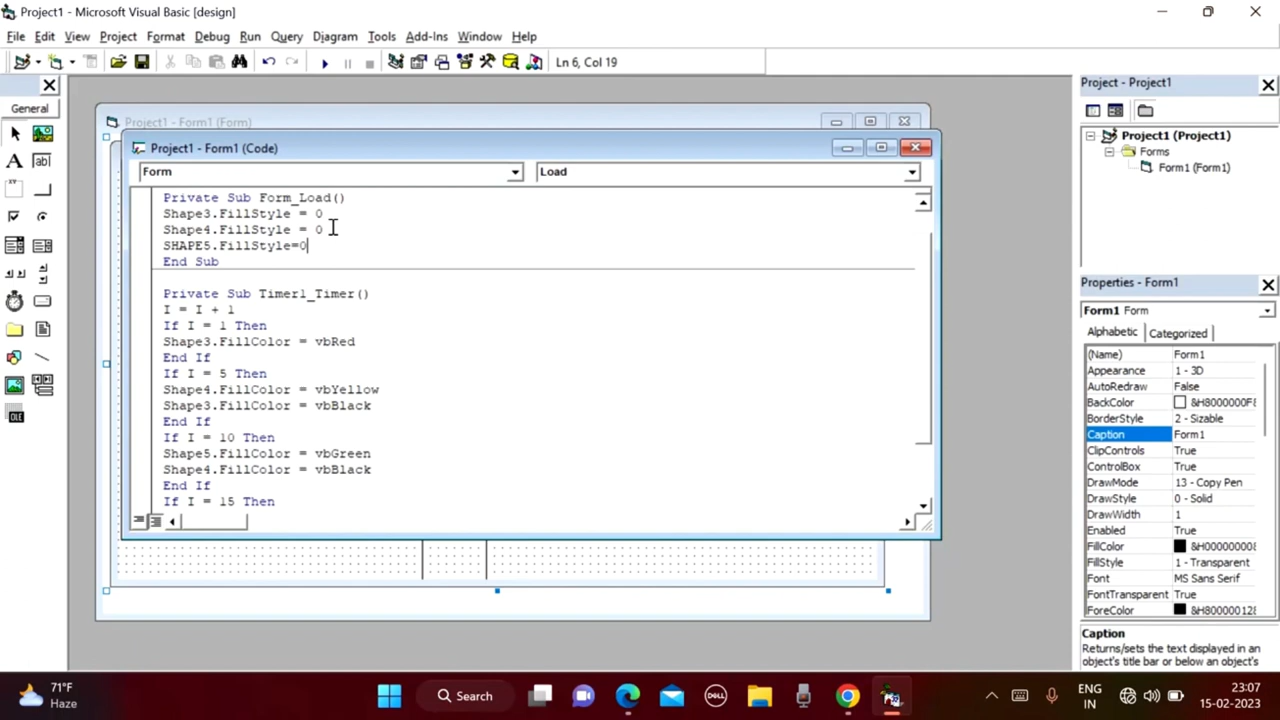 Project1 - Microsoft Visual Basic [design]
File Edit View Project Format Debug Run Query Diagram Tools Add-Ins Window Help
Ln 6, Col 19
General
A
ab|
OLE
Project1 - Form1 (Form)
Project1 - Form1 (Code)
Form
Load
Private Sub Form_Load()
Shape3.FillStyle = 0
Shape4.FillStyle = 0
SHAPE5.FillStyle=0
End Sub
Private Sub Timer1_Timer()
I = I + 1
If I = 1 Then
Shape3.FillColor = vbRed
End If
If I = 5 Then
Shape4.FillColor = vbYellow
Shape3.FillColor = vbBlack
End If
If I = 10 Then
Shape5.FillColor = vbGreen
Shape4.FillColor = vbBlack
End If
If I = 15 Then
Project - Project1
Project1 (Project1)
Forms
Form1 (Form1)
Properties - Form1
Form1 Form
Alphabetic Categorized
(Name) Form1
Appearance 1 - 3D
AutoRedraw False
BackColor &H8000000F&
BorderStyle 2 - Sizable
Caption Form1
ClipControls True
ControlBox True
DrawMode 13 - Copy Pen
DrawStyle 0 - Solid
DrawWidth 1
Enabled True
FillColor &H00000000&
FillStyle 1 - Transparent
Font MS Sans Serif
FontTransparent True
ForeColor &H80000012&
Caption
Returns/sets the text displayed in an
object's title bar or below an object's
71°F
Haze
Search
DELL
ENG
IN
23:07
15-02-2023